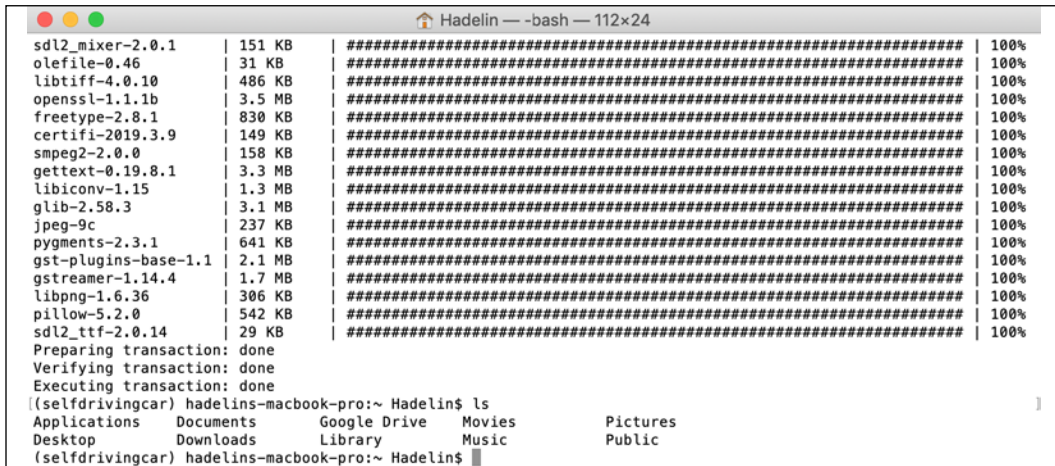 Hadelin — -bash — 112×24
sdl2_mixer-2.0.1 | 151 KB | ##################################################################### | 100%
olefile-0.46 | 31 KB | ##################################################################### | 100%
libtiff-4.0.10 | 486 KB | ##################################################################### | 100%
openssl-1.1.1b | 3.5 MB | ##################################################################### | 100%
freetype-2.8.1 | 830 KB | ##################################################################### | 100%
certifi-2019.3.9 | 149 KB | ##################################################################### | 100%
smpeg2-2.0.0 | 158 KB | ##################################################################### | 100%
gettext-0.19.8.1 | 3.3 MB | ##################################################################### | 100%
libiconv-1.15 | 1.3 MB | ##################################################################### | 100%
glib-2.58.3 | 3.1 MB | ##################################################################### | 100%
jpeg-9c | 237 KB | ##################################################################### | 100%
pygments-2.3.1 | 641 KB | ##################################################################### | 100%
gst-plugins-base-1.1 | 2.1 MB | ##################################################################### | 100%
gstreamer-1.14.4 | 1.7 MB | ##################################################################### | 100%
libpng-1.6.36 | 306 KB | ##################################################################### | 100%
pillow-5.2.0 | 542 KB | ##################################################################### | 100%
sdl2_ttf-2.0.14 | 29 KB | ##################################################################### | 100%
Preparing transaction: done
Verifying transaction: done
Executing transaction: done
[(selfdrivingcar) hadelins-macbook-pro:~ Hadelin$ ls ]
Applications Documents Google Drive Movies Pictures
Desktop Downloads Library Music Public
(selfdrivingcar) hadelins-macbook-pro:~ Hadelin$